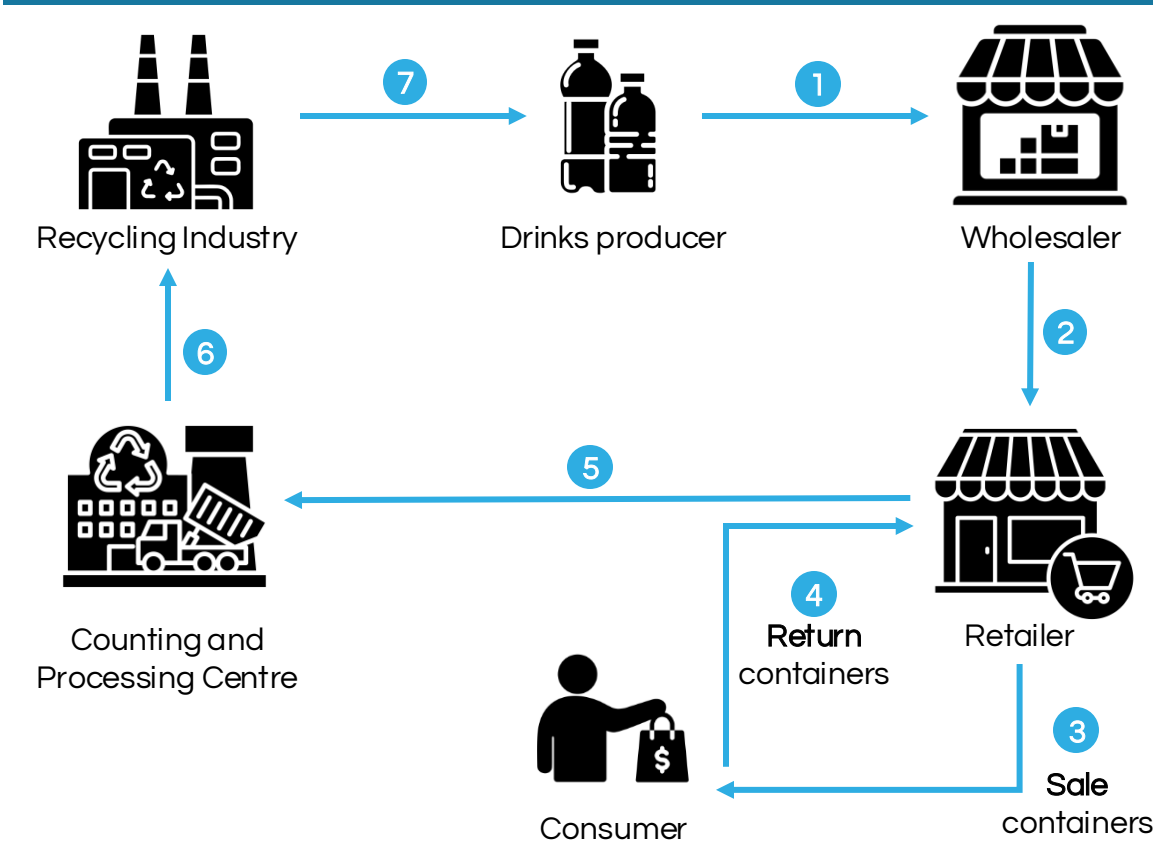 7
1
Recycling Industry
Drinks producer
Wholesaler
2
6
5
4
Return
containers
Retailer
Counting and
Processing Centre
$
3
Sale
containers
Consumer